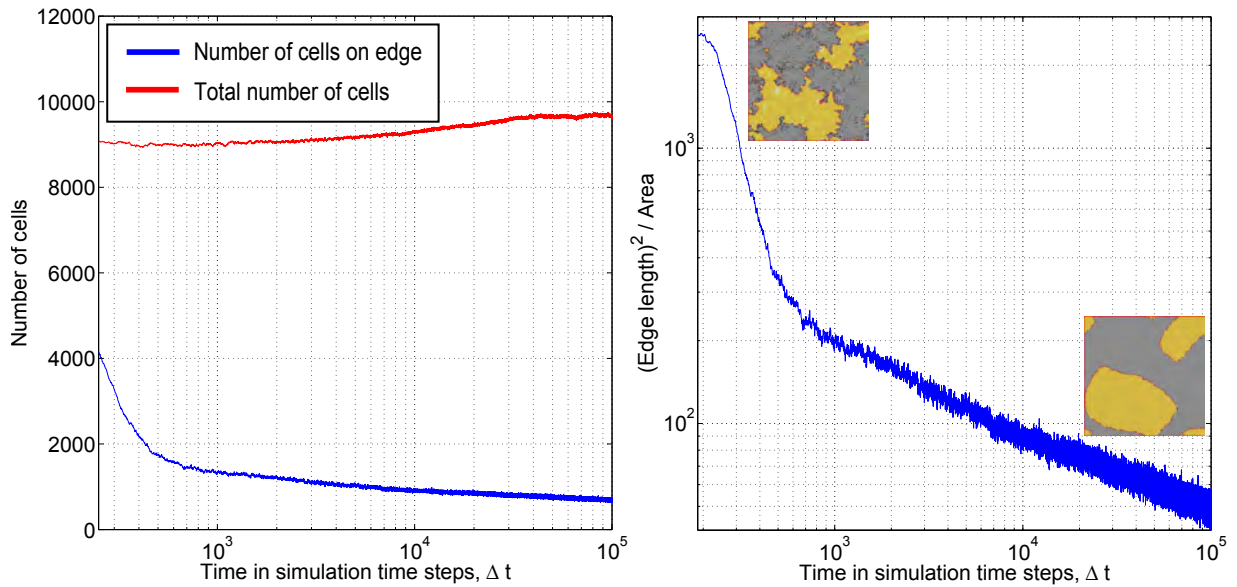 12000
10000
8000
6000
4000
2000
0
Number of cells
Number of cells on edge
Total number of cells
10^3
10^4
10^5
Time in simulation time steps, Δ t
(Edge length)^2 / Area
10^3
10^2
10^3
10^4
10^5
Time in simulation time steps, Δ t